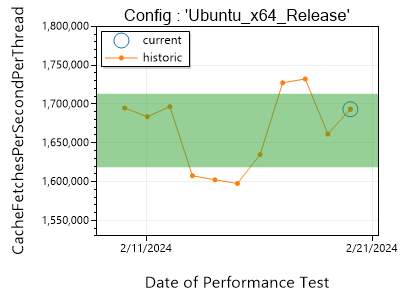 Config : 'Ubuntu_x64_Release'
current
historic
CacheFetchesPerSecondPerThread
1,800,000
1,750,000
1,700,000
1,650,000
1,600,000
1,550,000
2/11/2024
2/21/2024
Date of Performance Test